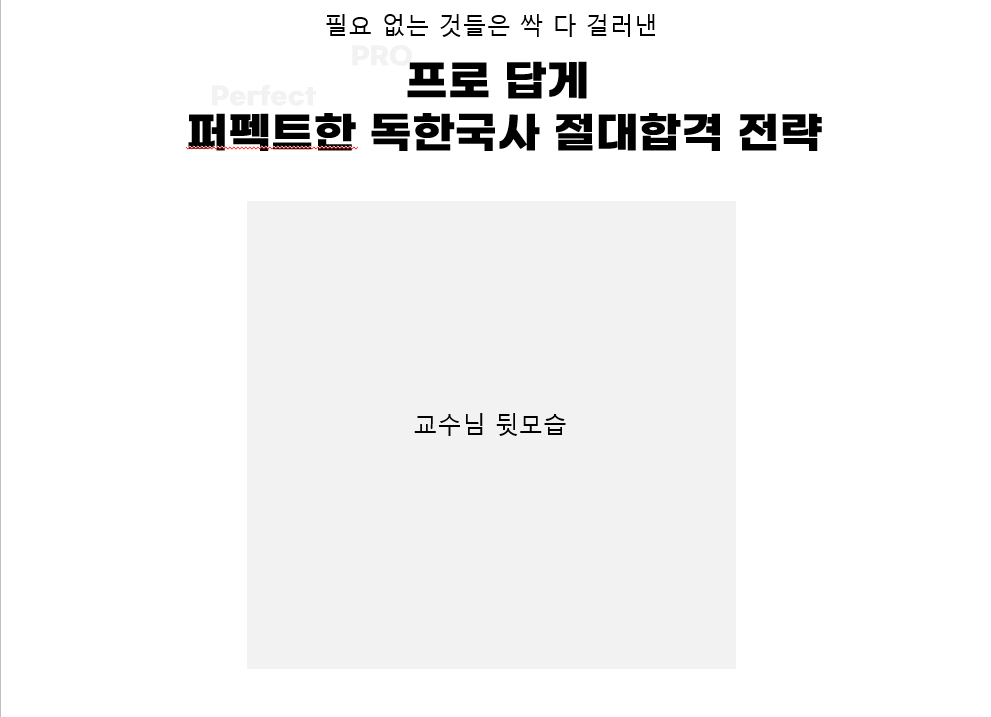 필요 없는 것들은 싹 다 걸러낸
PRO
프로 답게
Perfect
퍼펙트한 독한국사 절대합격 전략
교수님 뒷모습